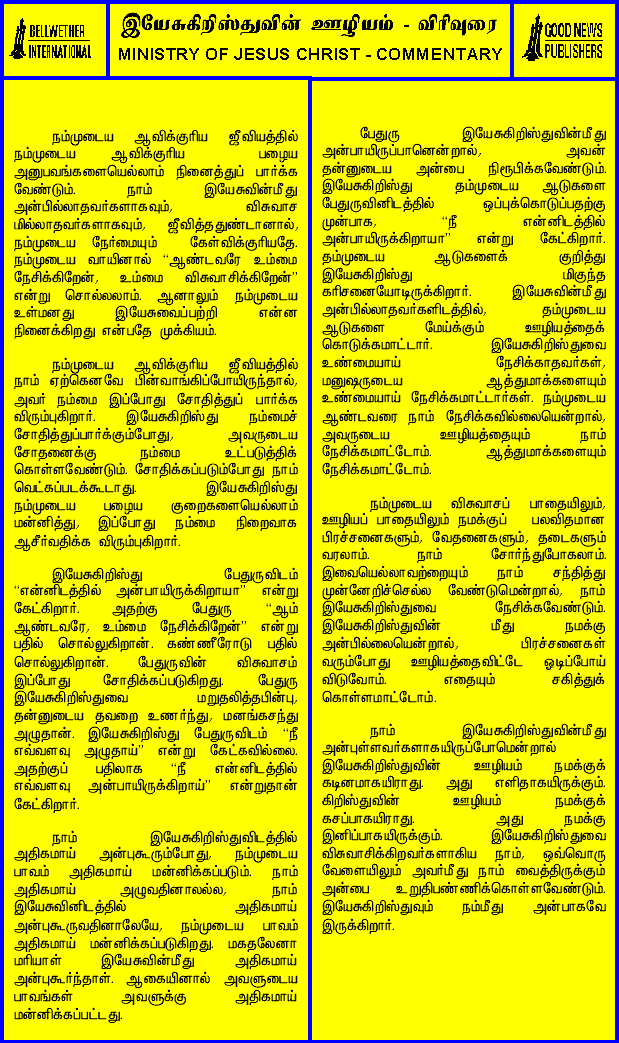 BELLWETHER
INTERNATIONAL
இயேசுகிறிஸ்துவின் ஊழியம் - விரிவுரை
MINISTRY OF JESUS CHRIST - COMMENTARY
GOOD NEWS
PUBLISHERS
நம்முடைய ஆவிக்குரிய ஜீவியத்தில்
நம்முடைய ஆவிக்குரிய பழைய
அனுபவங்களையெல்லாம் நினைத்துப் பார்க்க
வேண்டும். நாம் இயேசுவின்மீது
அன்பில்லாதவர்களாகவும், விசுவாச
மில்லாதவர்களாகவும், ஜீவித்ததுண்டானால்,
நம்முடைய நேர்மையும் கேள்விக்குரியதே.
நம்முடைய வாயினால் “ஆண்டவரே உம்மை
நேசிக்கிறேன், உம்மை விசுவாசிக்கிறேன்”
என்று சொல்லலாம். ஆனாலும் நம்முடைய
உள்மனது இயேசுவைப்பற்றி என்ன
நினைக்கிறது என்பதே முக்கியம்.
நம்முடைய ஆவிக்குரிய ஜீவியத்தில்
நாம் ஏற்கெனவே பின்வாங்கிப்போயிருந்தால்,
அவர் நம்மை இப்போது சோதித்துப் பார்க்க
விரும்புகிறார். இயேசுகிறிஸ்து நம்மைச்
சோதித்துப்பார்க்கும்போது, அவருடைய
சோதனைக்கு நம்மை உட்படுத்திக்
கொள்ளவேண்டும். சோதிக்கப்படும்போது நாம்
வெட்கப்படக்கூடாது. இயேசுகிறிஸ்து
நம்முடைய பழைய குறைகளையெல்லாம்
மன்னித்து, இப்போது நம்மை நிறைவாக
ஆசீர்வதிக்க விரும்புகிறார்.
இயேசுகிறிஸ்து பேதுருவிடம்
“என்னிடத்தில் அன்பாயிருக்கிறாயா” என்று
கேட்கிறார். அதற்கு பேதுரு “ஆம்
ஆண்டவரே, உம்மை நேசிக்கிறேன்” என்று
பதில் சொல்லுகிறான். கண்ணீரோடு பதில்
சொல்லுகிறான். பேதுருவின் விசுவாசம்
இப்போது சோதிக்கப்படுகிறது. பேதுரு
இயேசுகிறிஸ்துவை மறுதலித்தபின்பு,
தன்னுடைய தவறை உணர்ந்து, மனங்கசந்து
அழுதான். இயேசுகிறிஸ்து பேதுருவிடம் “நீ
எவ்வளவு அழுதாய்” என்று கேட்கவில்லை.
அதற்குப் பதிலாக “நீ என்னிடத்தில்
எவ்வளவு அன்பாயிருக்கிறாய்” என்றுதான்
கேட்கிறார்.
நாம் இயேசுகிறிஸ்துவிடத்தில்
அதிகமாய் அன்புகூரும்போது, நம்முடைய
பாவம் அதிகமாய் மன்னிக்கப்படும். நாம்
அதிகமாய் அழுவதினாலல்ல, நாம்
இயேசுவினிடத்தில் அதிகமாய்
அன்புகூருவதினாலேயே, நம்முடைய பாவம்
அதிகமாய் மன்னிக்கப்படுகிறது. மகதலேனா
மரியாள் இயேசுவின்மீது அதிகமாய்
அன்புகூர்ந்தாள். ஆகையினால் அவளுடைய
பாவங்கள் அவளுக்கு அதிகமாய்
மன்னிக்கப்பட்டது.
பேதுரு இயேசுகிறிஸ்துவின்மீது
அன்பாயிருப்பானென்றால், அவன்
தன்னுடைய அன்பை நிரூபிக்கவேண்டும்.
இயேசுகிறிஸ்து தம்முடைய ஆடுகளை
பேதுருவினிடத்தில் ஒப்புக்கொடுப்பதற்கு
முன்பாக, “நீ என்னிடத்தில்
அன்பாயிருக்கிறாயா” என்று கேட்கிறார்.
தம்முடைய ஆடுகளைக் குறித்து
இயேசுகிறிஸ்து மிகுந்த
கரிசனையோடிருக்கிறார். இயேசுவின்மீது
அன்பில்லாதவர்களிடத்தில், தம்முடைய
ஆடுகளை மேய்க்கும் ஊழியத்தைக்
கொடுக்கமாட்டார். இயேசுகிறிஸ்துவை
உண்மையாய் நேசிக்காதவர்கள்,
மனுஷருடைய ஆத்துமாக்களையும்
உண்மையாய் நேசிக்கமாட்டார்கள். நம்முடைய
ஆண்டவரை நாம் நேசிக்கவில்லையென்றால்,
அவருடைய ஊழியத்தையும் நாம்
நேசிக்கமாட்டோம். ஆத்துமாக்களையும்
நேசிக்கமாட்டோம்.
நம்முடைய விசுவாசப் பாதையிலும்,
ஊழியப் பாதையிலும் நமக்குப் பலவிதமான
பிரச்சனைகளும், வேதனைகளும், தடைகளும்
வரலாம். நாம் சோர்ந்துபோகலாம்.
இவையெல்லாவற்றையும் நாம் சந்தித்து
முன்னேறிச்செல்ல வேண்டுமென்றால், நாம்
இயேசுகிறிஸ்துவை நேசிக்கவேண்டும்.
இயேசுகிறிஸ்துவின் மீது நமக்கு
அன்பில்லையென்றால், பிரச்சனைகள்
வரும்போது ஊழியத்தைவிட்டே ஓடிப்போய்
விடுவோம். எதையும் சகித்துக்
கொள்ளமாட்டோம்.
நாம் இயேசுகிறிஸ்துவின்மீது
அன்புள்ளவர்களாகயிருப்போமென்றால்
இயேசுகிறிஸ்துவின் ஊழியம் நமக்குக்
கடினமாகயிராது. அது எளிதாகயிருக்கும்.
கிறிஸ்துவின் ஊழியம் நமக்குக்
கசப்பாகயிராது. அது நமக்கு
இனிப்பாகயிருக்கும். இயேசுகிறிஸ்துவை
விசுவாசிக்கிறவர்களாகிய நாம், ஒவ்வொரு
வேளையிலும் அவர்மீது நாம் வைத்திருக்கும்
அன்பை உறுதிபண்ணிக்கொள்ளவேண்டும்.
இயேசுகிறிஸ்துவும் நம்மீது அன்பாகவே
இருக்கிறார்.